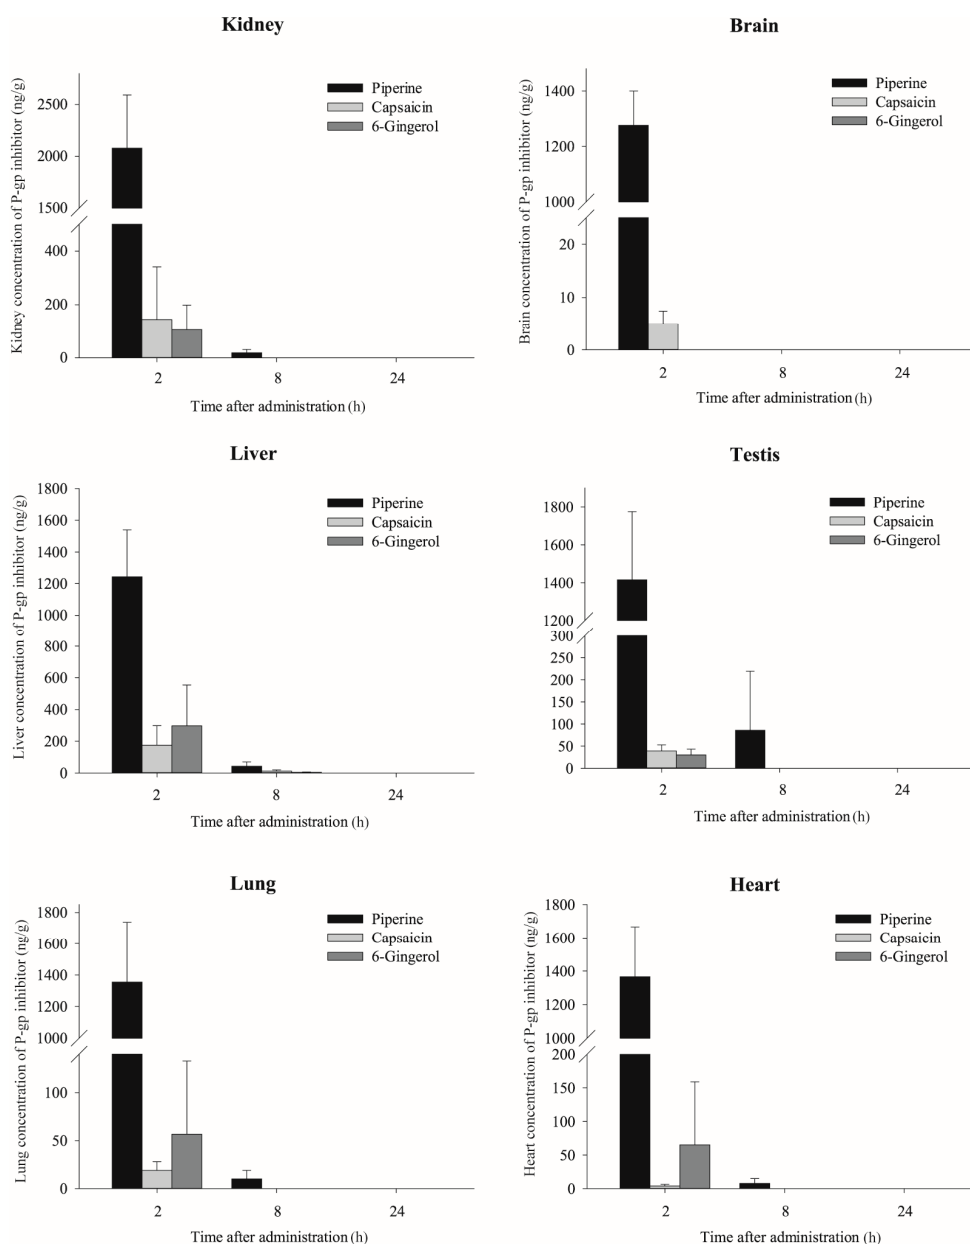 Kidney
Kidney concentration of P-gp inhibitor (ng/g)
2500
2000
1500
400
200
0
Piperine
Capsaicin
6-Gingerol
2
8
24
Time after administration (h)
Brain
Brain concentration of P-gp inhibitor (ng/g)
1400
1200
1000
20
10
0
Piperine
Capsaicin
6-Gingerol
2
8
24
Time after administration (h)
Liver
Liver concentration of P-gp inhibitor (ng/g)
1800
1600
1400
1200
1000
800
600
400
200
0
Piperine
Capsaicin
6-Gingerol
2
8
24
Time after administration (h)
Testis
Testis concentration of P-gp inhibitor (ng/g)
1800
1600
1400
1200
300
250
200
150
100
50
0
Piperine
Capsaicin
6-Gingerol
2
8
24
Time after administration (h)
Lung
Lung concentration of P-gp inhibitor (ng/g)
1800
1600
1400
1200
1000
100
50
0
Piperine
Capsaicin
6-Gingerol
2
8
24
Time after administration (h)
Heart
Heart concentration of P-gp inhibitor (ng/g)
1800
1600
1400
1200
1000
200
150
100
50
0
Piperine
Capsaicin
6-Gingerol
2
8
24
Time after administration (h)